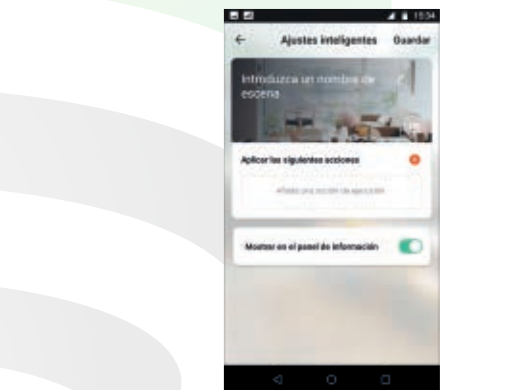 15:34
Ajustes inteligentes Guardar
Introduzca un nombre de
escena
Aplicar las siguientes acciones
Añada una acción de ejecución
Mostrar en el panel de información